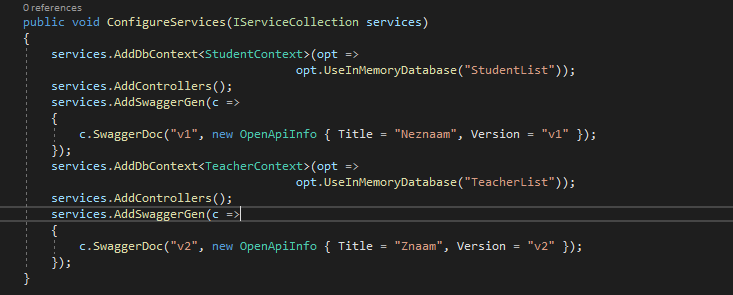 0 references
public void ConfigureServices(IServiceCollection services)
{
services.AddDbContext<StudentContext>(opt =>
opt.UseInMemoryDatabase("StudentList"));
services.AddControllers();
services.AddSwaggerGen(c =>
{
c.SwaggerDoc("v1", new OpenApiInfo { Title = "Neznaam", Version = "v1" });
});
services.AddDbContext<TeacherContext>(opt =>
opt.UseInMemoryDatabase("TeacherList"));
services.AddControllers();
services.AddSwaggerGen(c =>
{
c.SwaggerDoc("v2", new OpenApiInfo { Title = "Znaam", Version = "v2" });
});
}